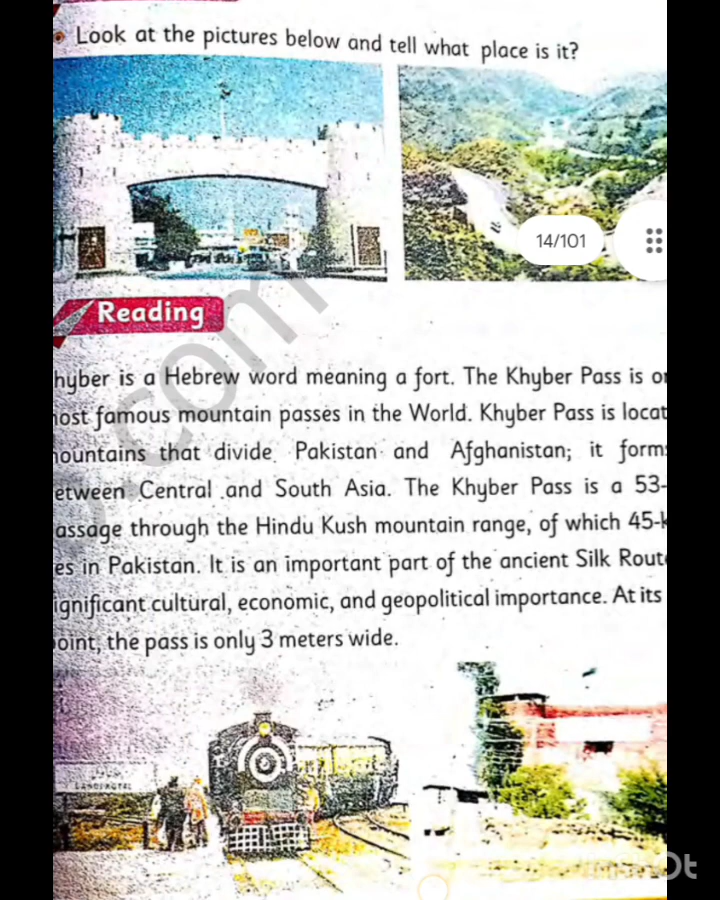 Look at the pictures below and tell what place is it?
14/101
Reading
hyber is a Hebrew word meaning a fort. The Khyber Pass is o
ost famous mountain passes in the World. Khyber Pass is locat
ountains that divide Pakistan and Afghanistan; it form
etween Central and South Asia. The Khyber Pass is a 53-
assage through the Hindu Kush mountain range, of which 45-k
es in Pakistan. It is an important part of the ancient Silk Rout
ignificant cultural, economic, and geopolitical importance. At its
oint, the pass is only 3 meters wide.
LANDI KOTAL
.com